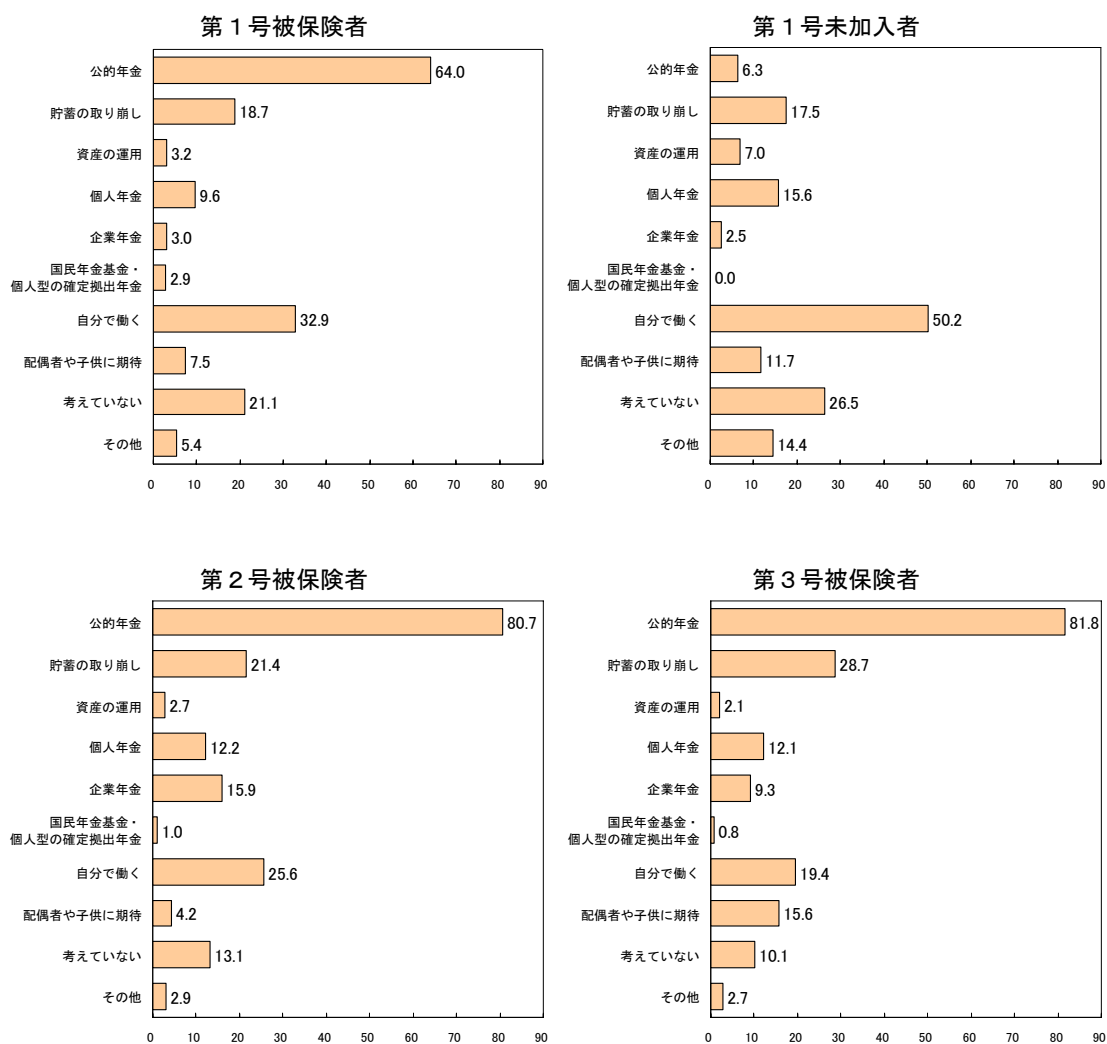 第１号被保険者
公的年金 64.0
貯蓄の取り崩し 18.7
資産の運用 3.2
個人年金 9.6
企業年金 3.0
国民年金基金・
個人型の確定拠出年金 2.9
自分で働く 32.9
配偶者や子供に期待 7.5
考えていない 21.1
その他 5.4
0 10 20 30 40 50 60 70 80 90
第１号未加入者
公的年金 6.3
貯蓄の取り崩し 17.5
資産の運用 7.0
個人年金 15.6
企業年金 2.5
国民年金基金・
個人型の確定拠出年金 0.0
自分で働く 50.2
配偶者や子供に期待 11.7
考えていない 26.5
その他 14.4
0 10 20 30 40 50 60 70 80 90
第２号被保険者
公的年金 80.7
貯蓄の取り崩し 21.4
資産の運用 2.7
個人年金 12.2
企業年金 15.9
国民年金基金・
個人型の確定拠出年金 1.0
自分で働く 25.6
配偶者や子供に期待 4.2
考えていない 13.1
その他 2.9
0 10 20 30 40 50 60 70 80 90
第３号被保険者
公的年金 81.8
貯蓄の取り崩し 28.7
資産の運用 2.1
個人年金 12.1
企業年金 9.3
国民年金基金・
個人型の確定拠出年金 0.8
自分で働く 19.4
配偶者や子供に期待 15.6
考えていない 10.1
その他 2.7
0 10 20 30 40 50 60 70 80 90